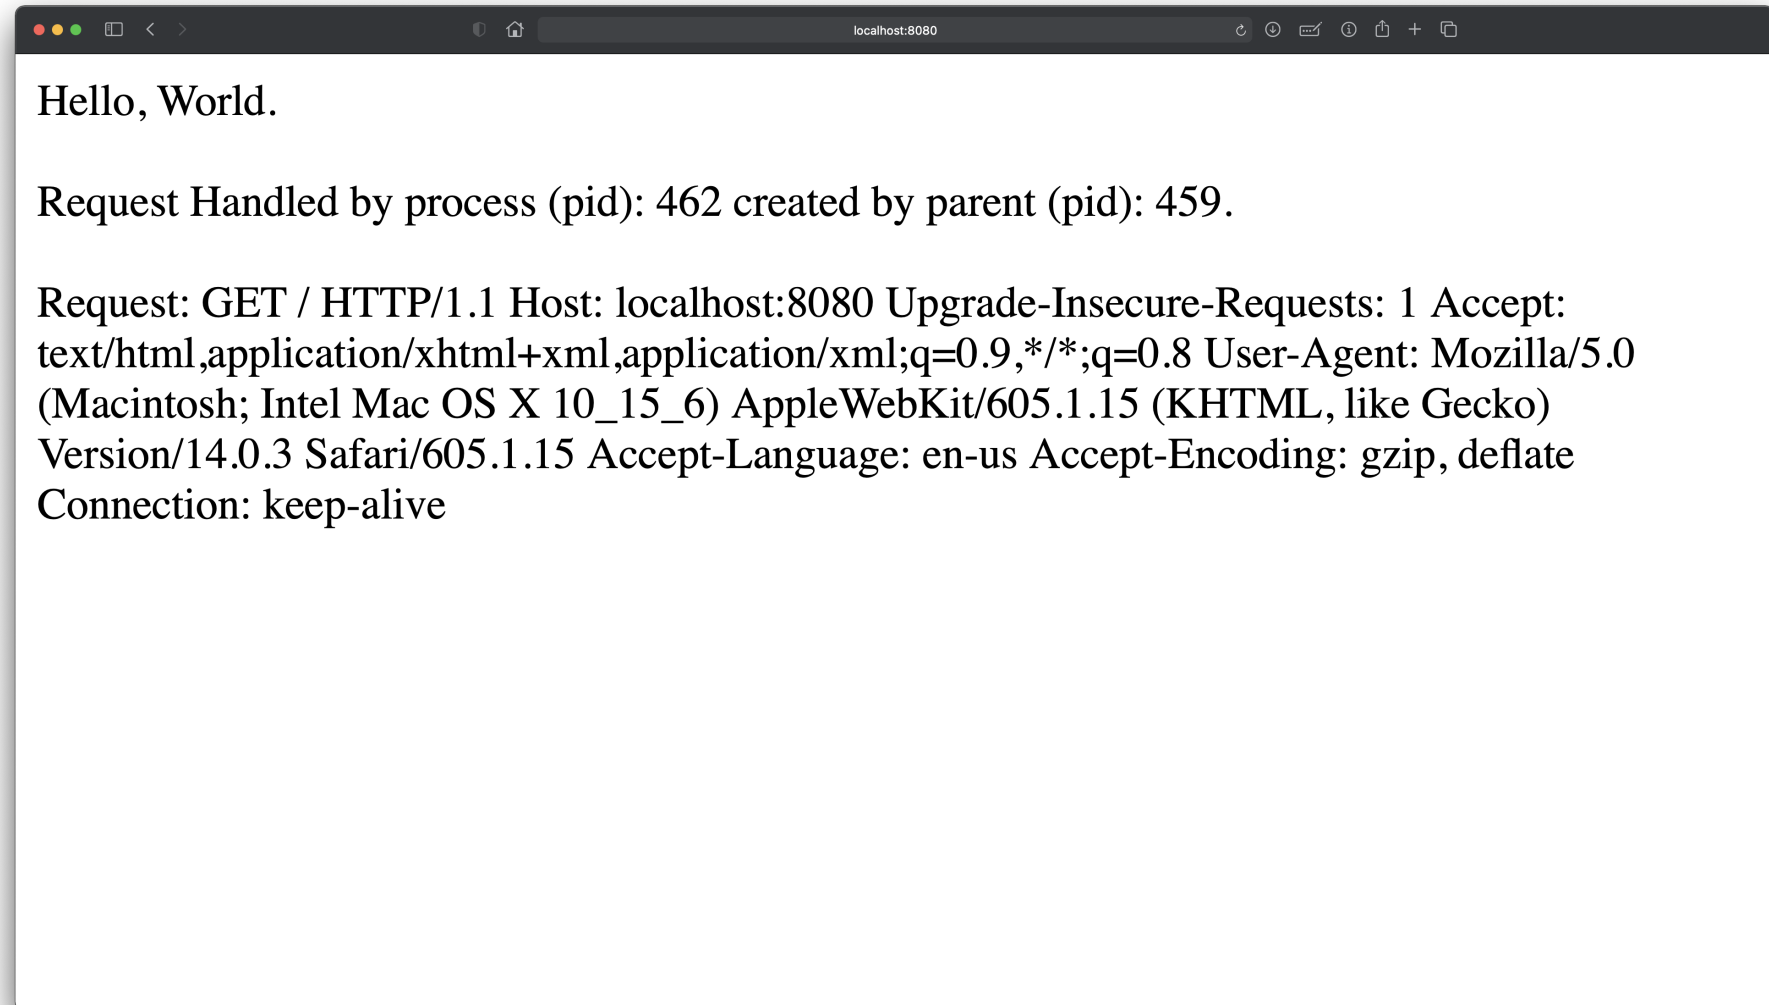 localhost:8080
Hello, World.
Request Handled by process (pid): 462 created by parent (pid): 459.
Request: GET / HTTP/1.1 Host: localhost:8080 Upgrade-Insecure-Requests: 1 Accept:
text/html,application/xhtml+xml,application/xml;q=0.9,*/*;q=0.8 User-Agent: Mozilla/5.0
(Macintosh; Intel Mac OS X 10_15_6) AppleWebKit/605.1.15 (KHTML, like Gecko)
Version/14.0.3 Safari/605.1.15 Accept-Language: en-us Accept-Encoding: gzip, deflate
Connection: keep-alive